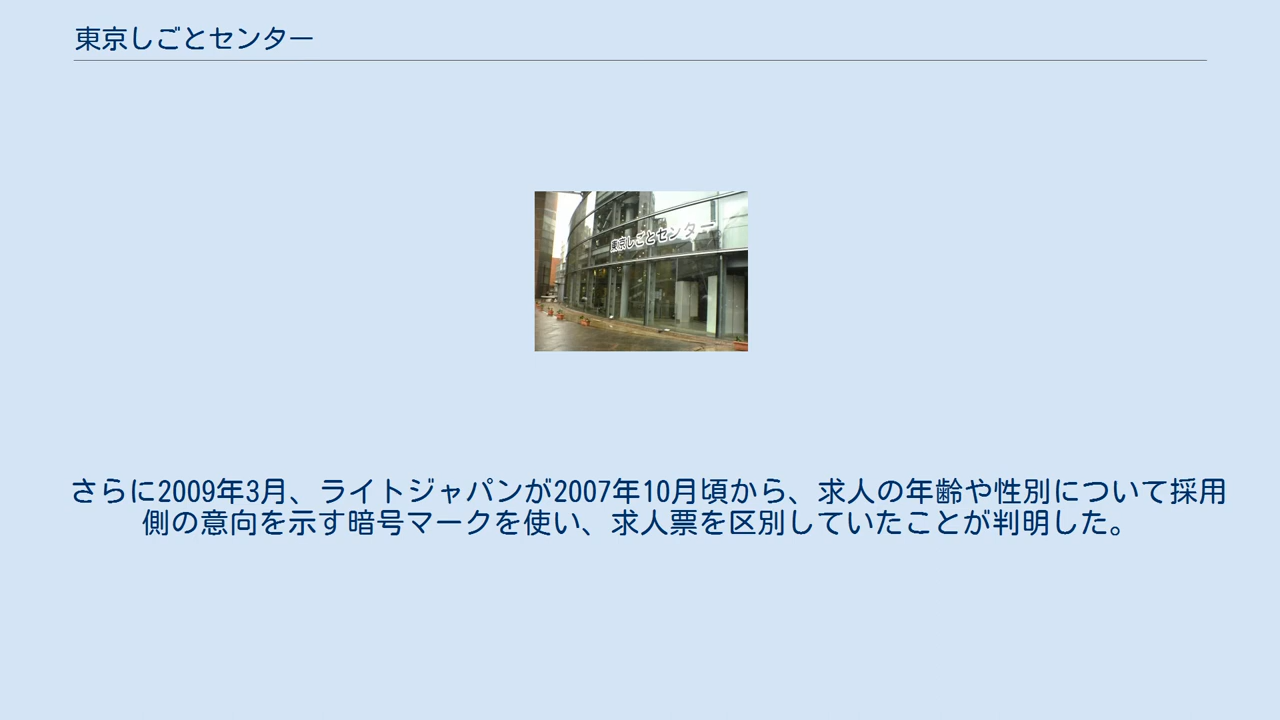 東京しごとセンター
東京しごとセンター
さらに2009年3月、ライトジャパンが2007年10月頃から、求人の年齢や性別について採用
側の意向を示す暗号マークを使い、求人票を区別していたことが判明した。